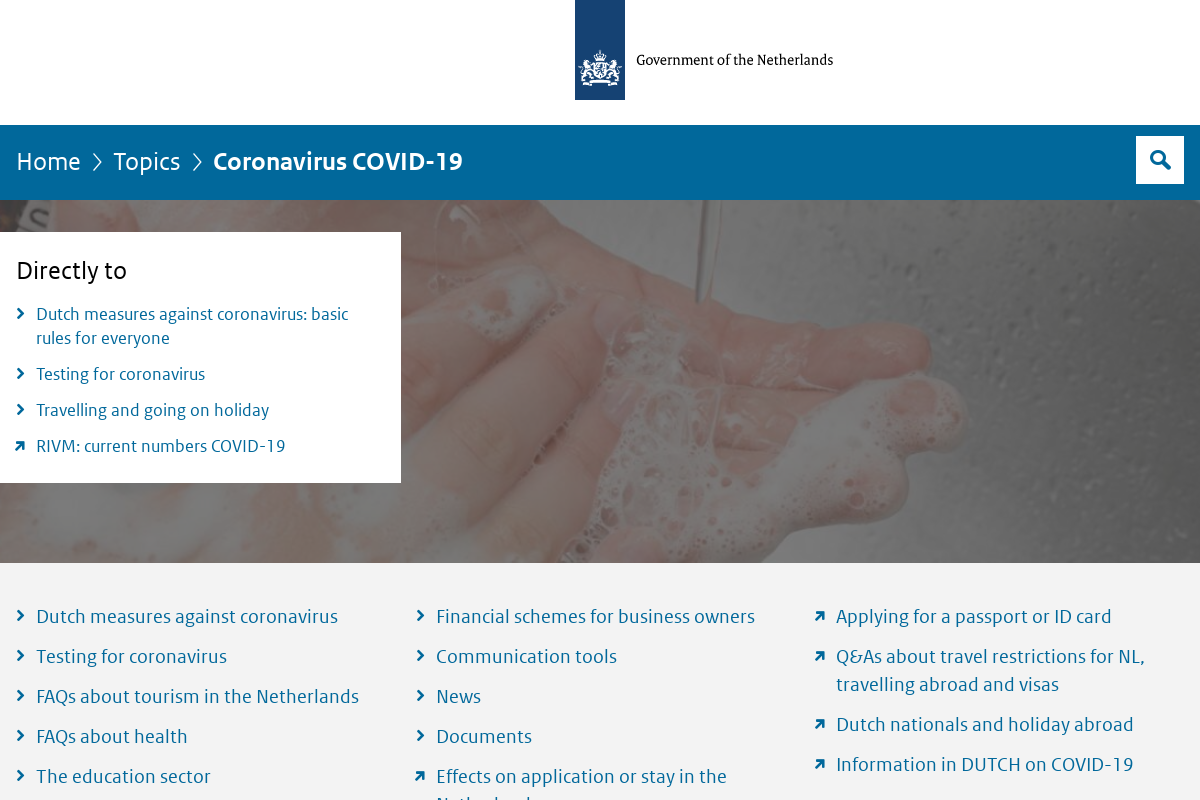 Government of the Netherlands
Home > Topics > Coronavirus COVID-19
Directly to
Dutch measures against coronavirus: basic
rules for everyone
Testing for coronavirus
Travelling and going on holiday
RIVM: current numbers COVID-19
Dutch measures against coronavirus
Testing for coronavirus
FAQs about tourism in the Netherlands
FAQs about health
The education sector
Financial schemes for business owners
Communication tools
News
Documents
Effects on application or stay in the
Applying for a passport or ID card
Q&As about travel restrictions for NL,
travelling abroad and visas
Dutch nationals and holiday abroad
Information in DUTCH on COVID-19